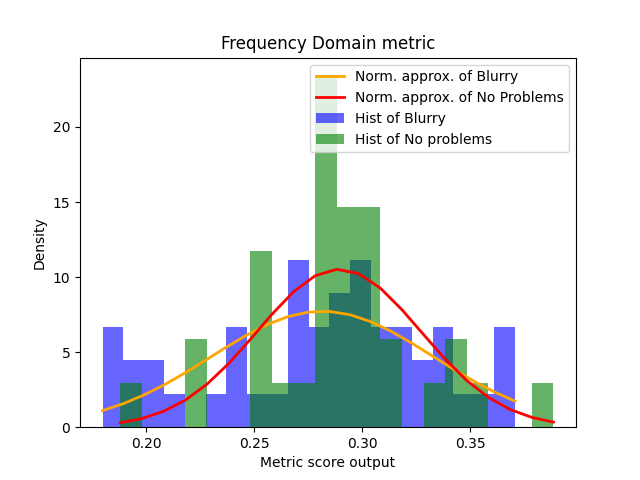 Frequency Domain metric
Norm. approx. of Blurry
Norm. approx. of No Problems
Hist of Blurry
Hist of No problems
Density
20
15
10
5
0
0.20 0.25 0.30 0.35
Metric score output